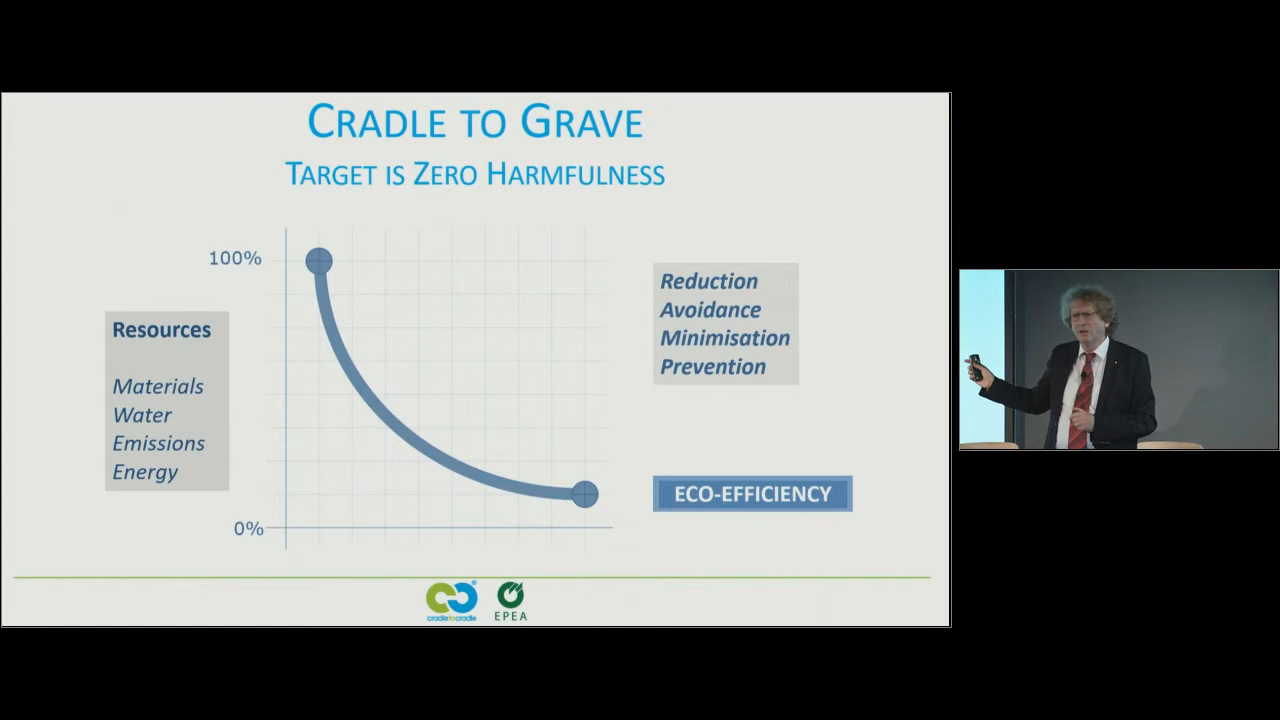 CRADLE TO GRAVE
TARGET IS ZERO HARMFULNESS
100%
Resources
Materials
Water
Emissions
Energy
0%
Reduction
Avoidance
Minimisation
Prevention
ECO-EFFICIENCY
cradletocradle
EPEA